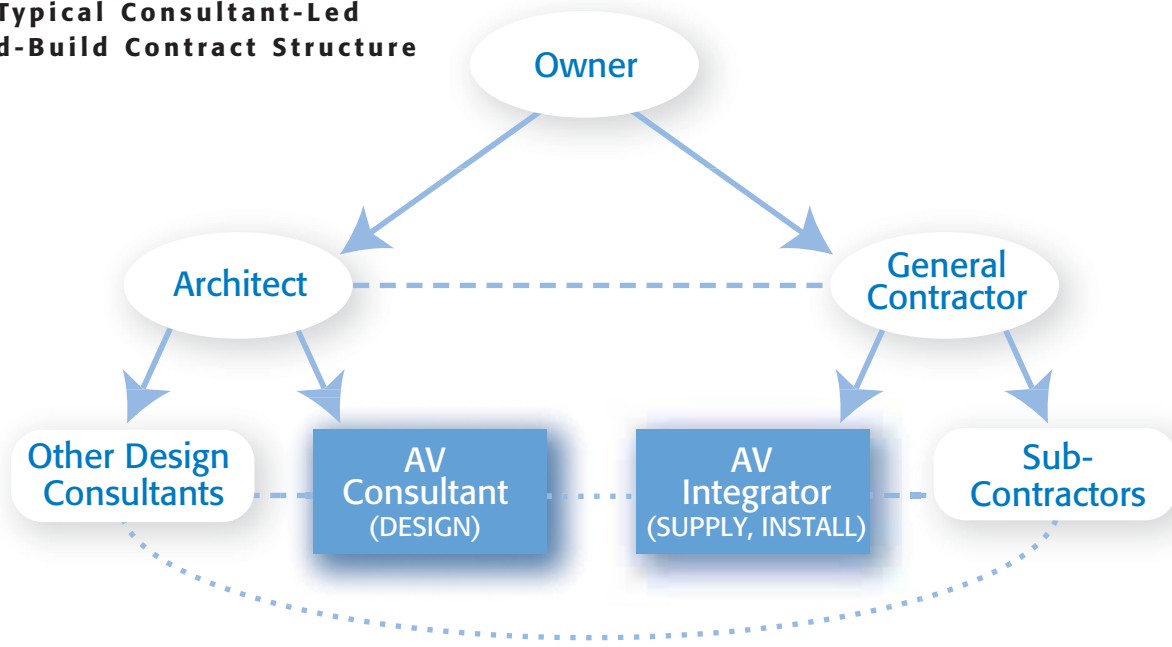 Typical Consultant-Led
d-Build Contract Structure
Owner
Architect
General
Contractor
Other Design
Consultants
AV
Consultant
(DESIGN)
AV
Integrator
(SUPPLY, INSTALL)
Sub-
Contractors